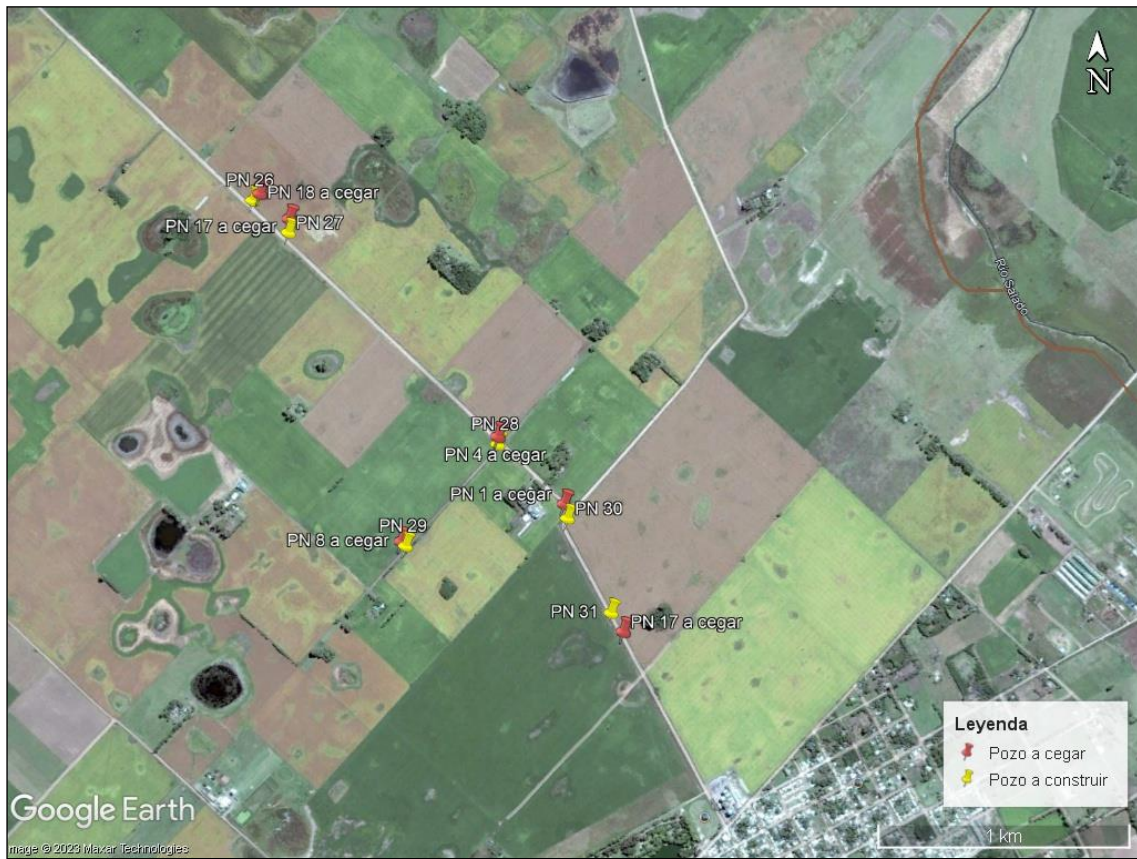 N
PN 26
PN 18 a cegar
PN 17 a cegar
PN 27
Río Salado
PN 28
PN 4 a cegar
PN 1 a cegar
PN 30
PN 29
PN 8 a cegar
PN 31
PN 17 a cegar
Leyenda
Pozo a cegar
Pozo a construir
Google Earth
1 km
mage © 2023 Maxar Technologies